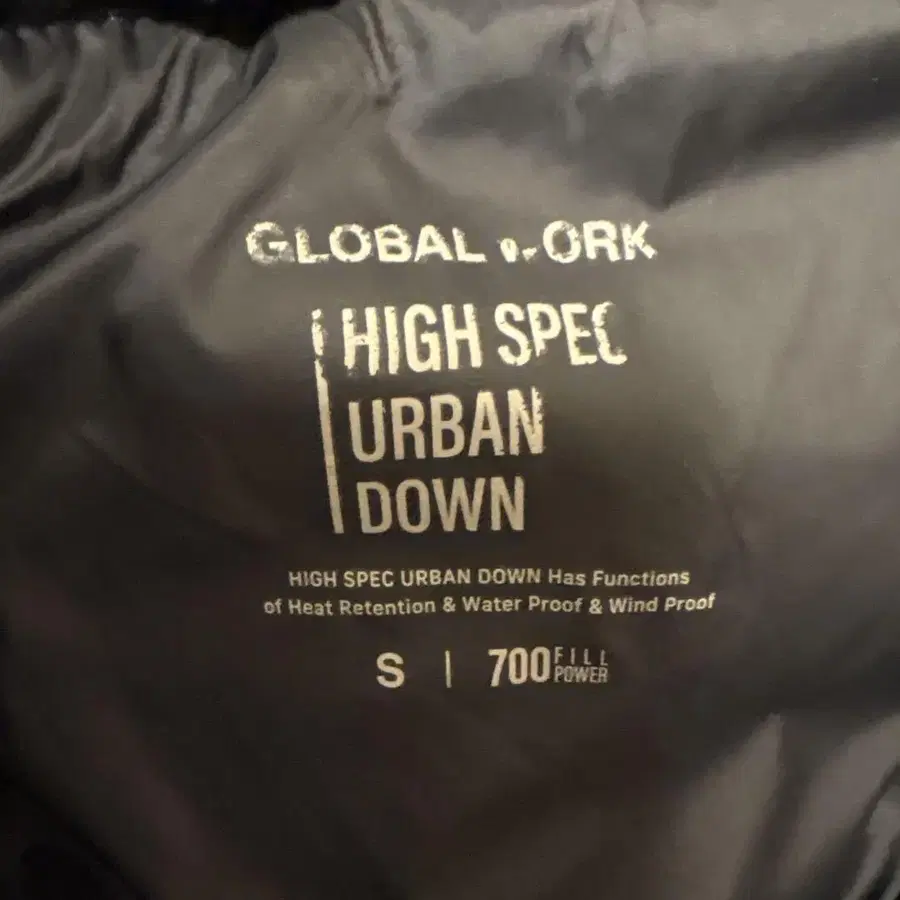 GLOBAL WORK
HIGH SPEC
URBAN
DOWN
HIGH SPEC URBAN DOWN Has Functions
of Heat Retention & Water Proof & Wind Proof
S | 700 FILL POWER